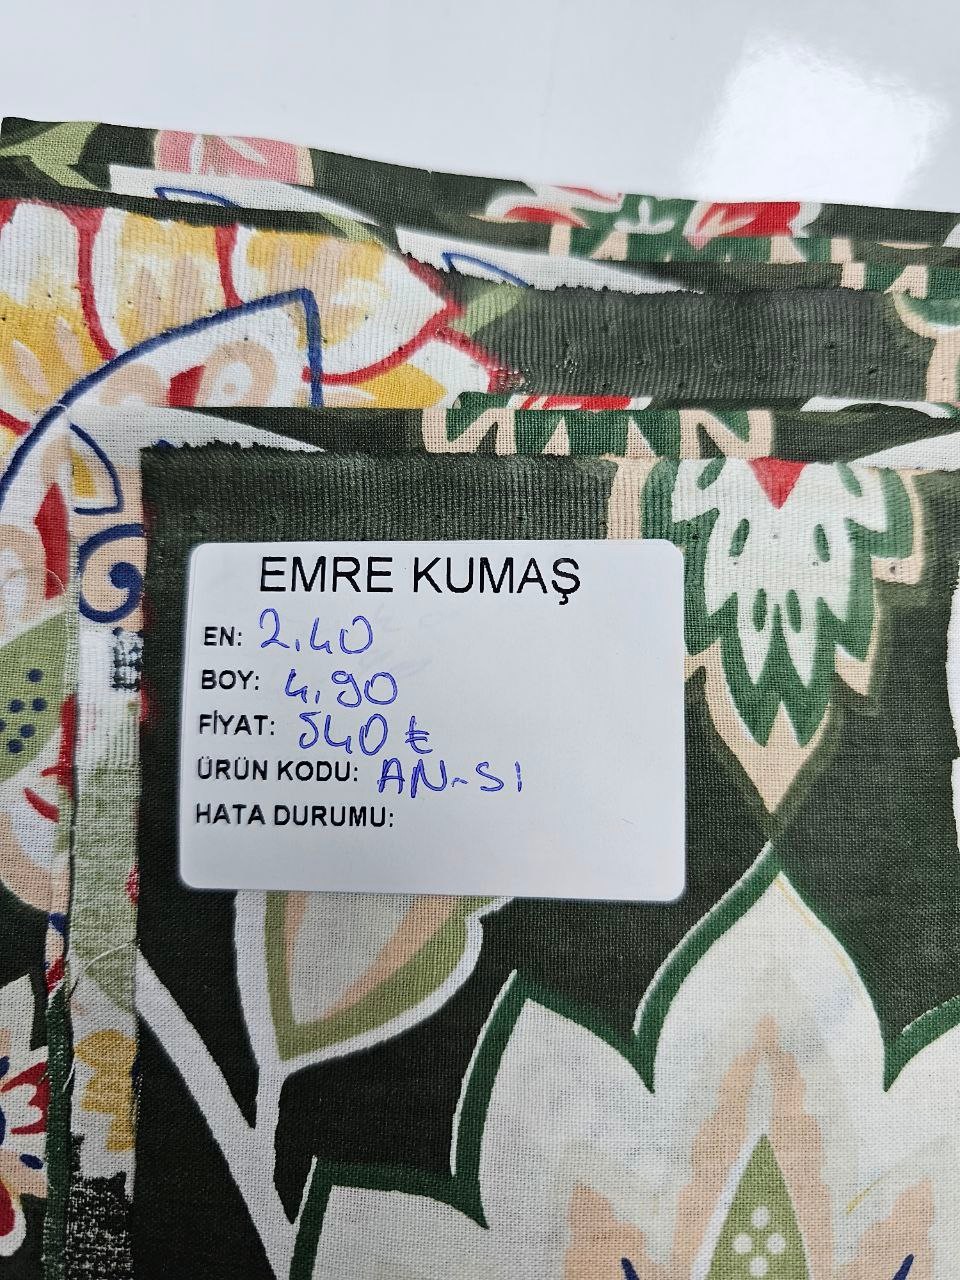 EMRE KUMAŞ
EN: 2.40
BOY: 4,90
FİYAT: 540 ₺
ÜRÜN KODU: AN-S1
HATA DURUMU: